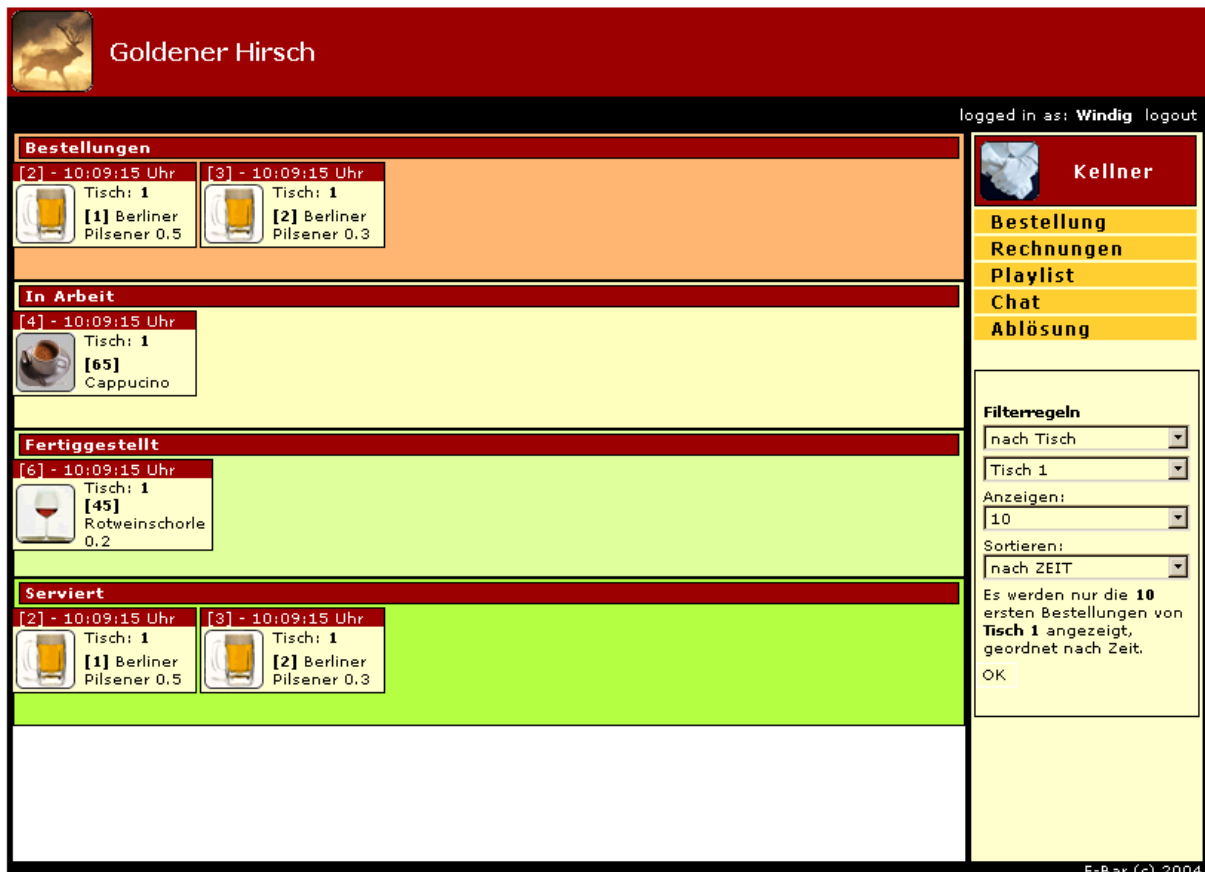 Goldener Hirsch
logged in as: Windig logout
Bestellungen
[2] - 10:09:15 Uhr
Tisch: 1
[1] Berliner
Pilsener 0.5
[3] - 10:09:15 Uhr
Tisch: 1
[2] Berliner
Pilsener 0.3
In Arbeit
[4] - 10:09:15 Uhr
Tisch: 1
[65]
Cappucino
Fertiggestellt
[6] - 10:09:15 Uhr
Tisch: 1
[45]
Rotweinschorle
0.2
Serviert
[2] - 10:09:15 Uhr
Tisch: 1
[1] Berliner
Pilsener 0.5
[3] - 10:09:15 Uhr
Tisch: 1
[2] Berliner
Pilsener 0.3
Kellner
Bestellung
Rechnungen
Playlist
Chat
Ablösung
Filterregeln
nach Tisch
Tisch 1
Anzeigen:
10
Sortieren:
nach ZEIT
Es werden nur die 10
ersten Bestellungen von
Tisch 1 angezeigt,
geordnet nach Zeit.
OK
E-Bar (c) 2004